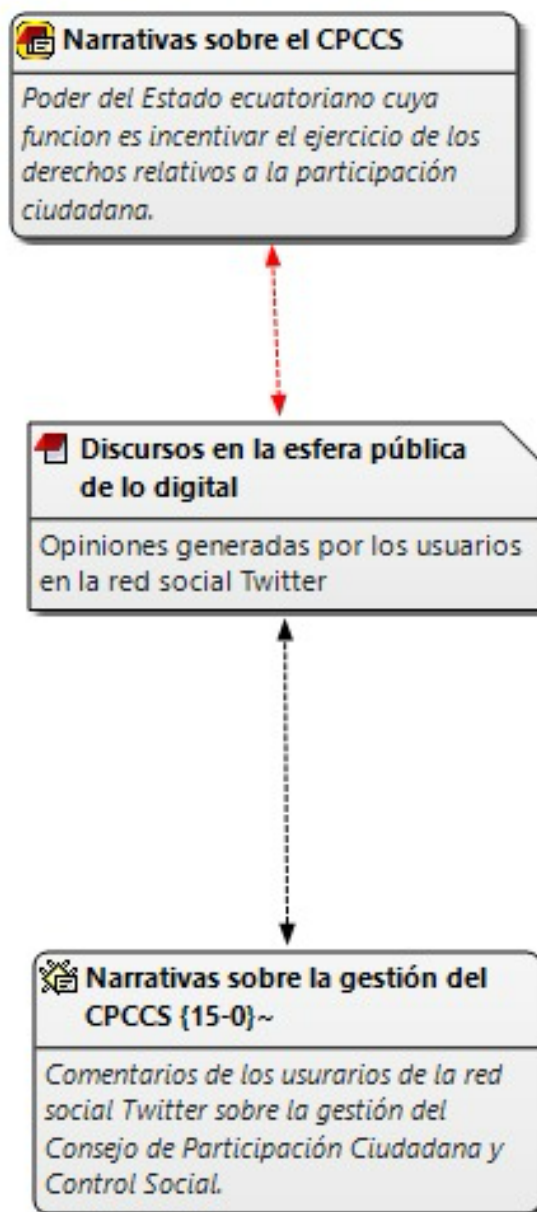 Narrativas sobre el CPCCS
Poder del Estado ecuatoriano cuya
funcion es incentivar el ejercicio de los
derechos relativos a la participación
ciudadana.
Discursos en la esfera pública
de lo digital
Opiniones generadas por los usuarios
en la red social Twitter
Narrativas sobre la gestión del
CPCCS {15-0}~
Comentarios de los usurarios de la red
social Twitter sobre la gestión del
Consejo de Participación Ciudadana y
Control Social.